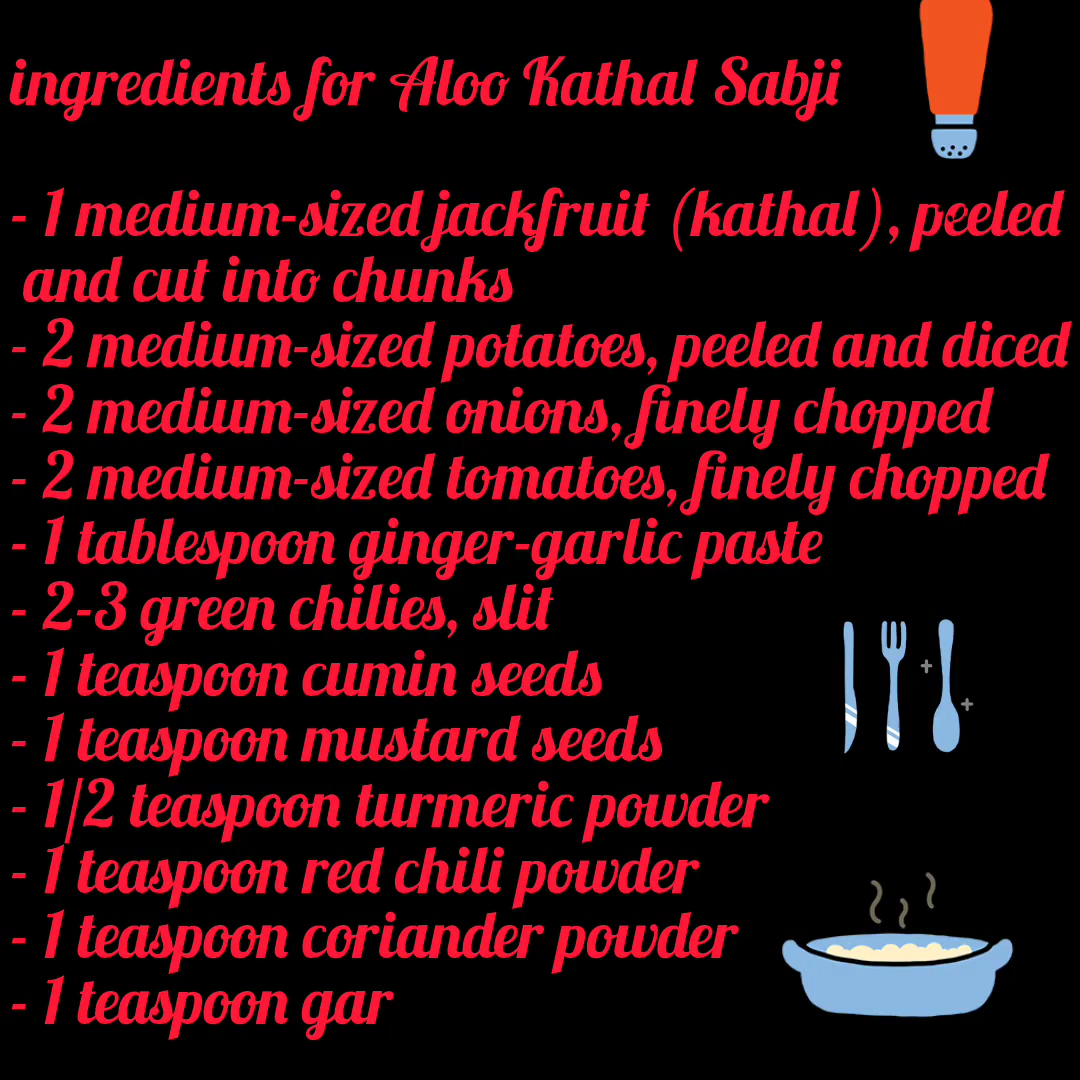 ingredients for Aloo Kathal Sabji
- 1 medium-sized jackfruit (kathal), peeled
and cut into chunks
- 2 medium-sized potatoes, peeled and diced
- 2 medium-sized onions, finely chopped
- 2 medium-sized tomatoes, finely chopped
- 1 tablespoon ginger-garlic paste
- 2-3 green chilies, slit
- 1 teaspoon cumin seeds
- 1 teaspoon mustard seeds
- 1/2 teaspoon turmeric powder
- 1 teaspoon red chili powder
- 1 teaspoon coriander powder
- 1 teaspoon gar